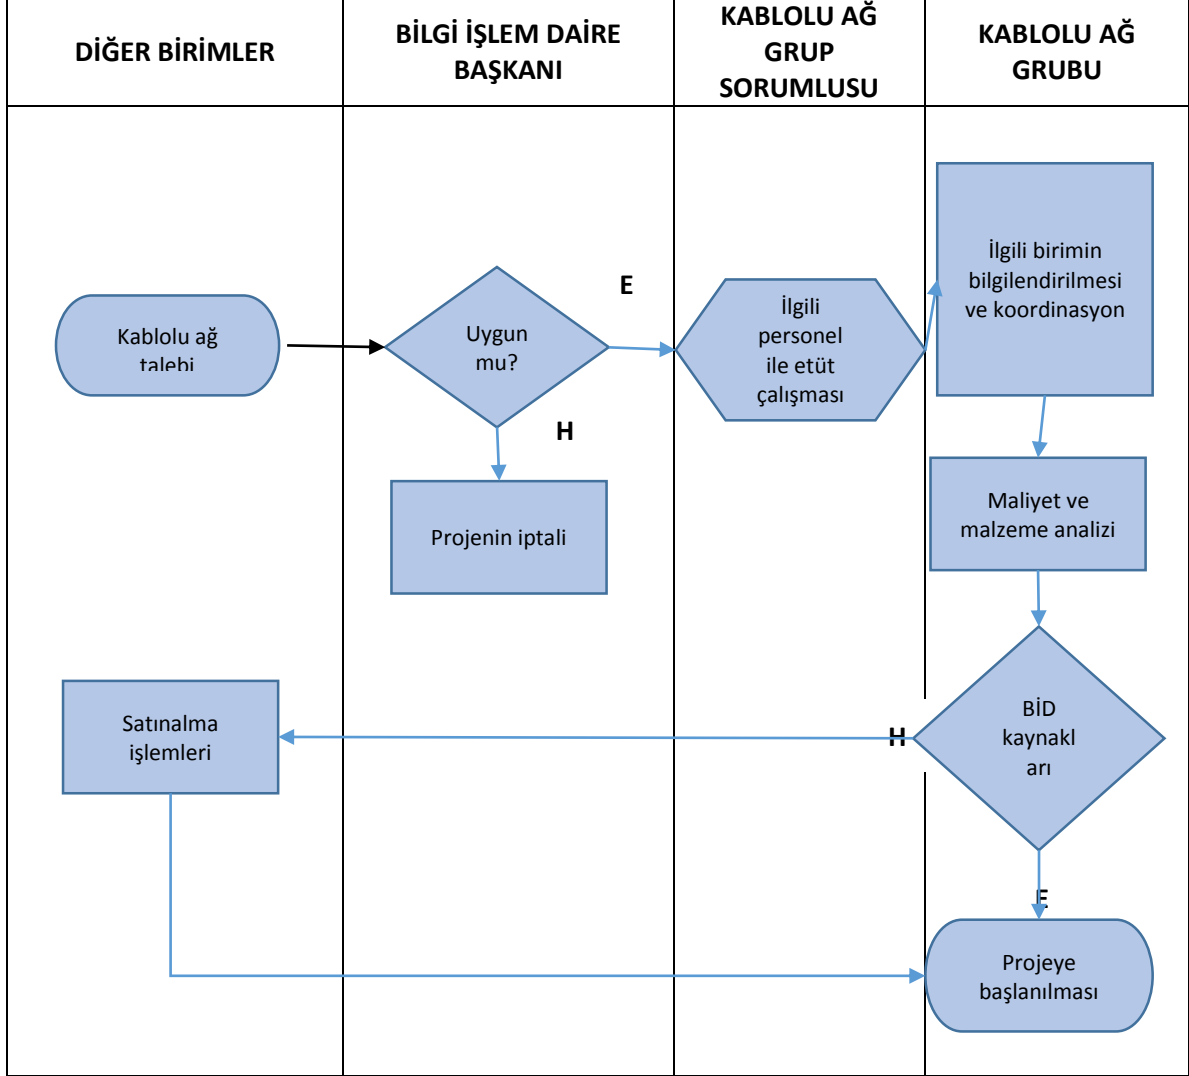 DİĞER BİRİMLER
BİLGİ İŞLEM DAİRE
BAŞKANI
KABLOLU AĞ
GRUP
SORUMLUSU
KABLOLU AĞ
GRUBU
Kablolu ağ
talebi
Uygun
mu?
E
H
Projenin iptali
İlgili
personel
ile etüt
çalışması
İlgili birimin
bilgilendirilmesi
ve koordinasyon
Maliyet ve
malzeme analizi
BİD
kaynakl
arı
H
Satınalma
işlemleri
E
Projeye
başlanılması